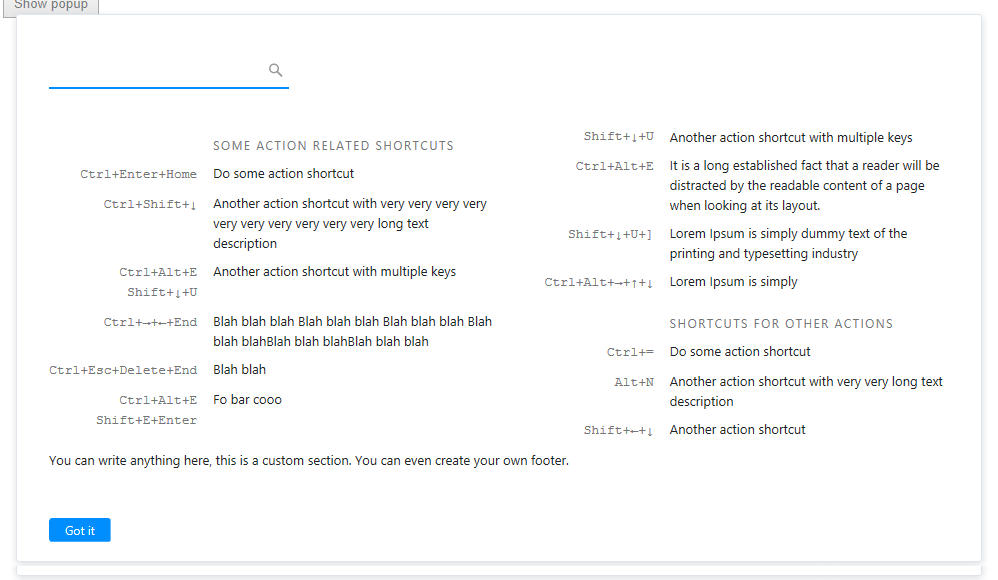 Show popup
SOME ACTION RELATED SHORTCUTS
Ctrl+Enter+Home Do some action shortcut
Ctrl+Shift+↓ Another action shortcut with very very very very
very very very very very very long text
description
Ctrl+Alt+E Another action shortcut with multiple keys
Shift+↓+U
Ctrl+→+←+End Blah blah blah Blah blah blah Blah blah blah Blah
blah blahBlah blah blahBlah blah blah
Ctrl+Esc+Delete+End Blah blah
Ctrl+Alt+E Fo bar cooo
Shift+E+Enter
Shift+↓+U Another action shortcut with multiple keys
Ctrl+Alt+E It is a long established fact that a reader will be
distracted by the readable content of a page
when looking at its layout.
Shift+↓+U+] Lorem Ipsum is simply dummy text of the
printing and typesetting industry
Ctrl+Alt+→+↑+↓ Lorem Ipsum is simply
SHORTCUTS FOR OTHER ACTIONS
Ctrl+= Do some action shortcut
Alt+N Another action shortcut with very very long text
description
Shift+←+↓ Another action shortcut
You can write anything here, this is a custom section. You can even create your own footer.
Got it